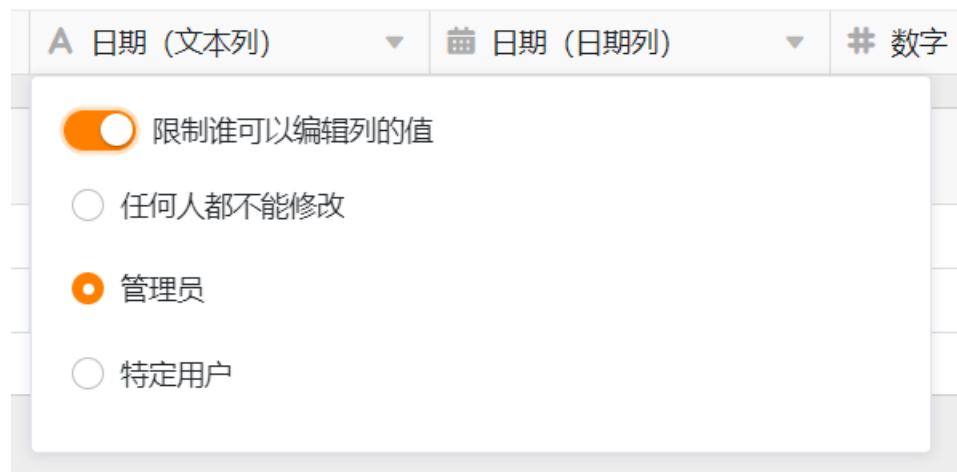 日期（文本列） 日期（日期列） 数字
限制谁可以编辑列的值
任何人都不能修改
管理员
特定用户